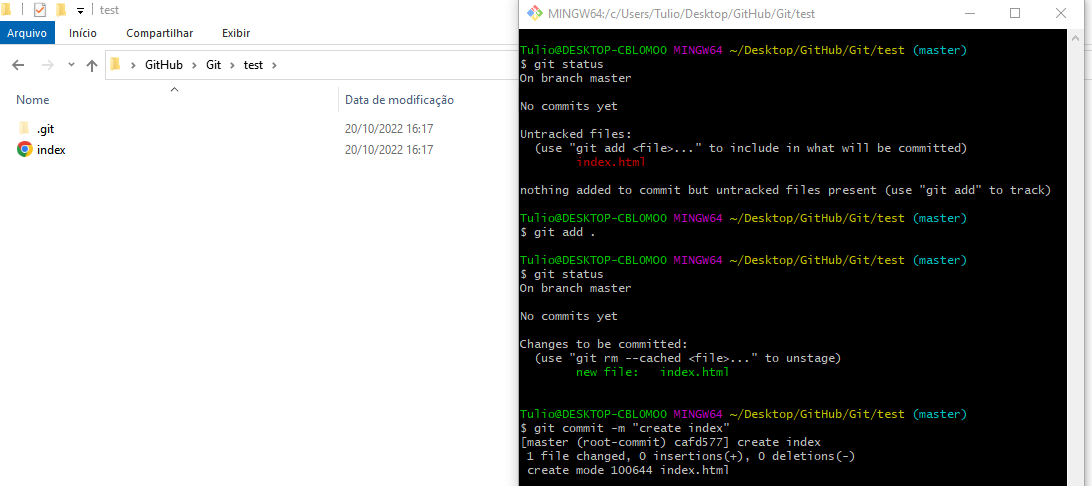 test
Arquivo Início Compartilhar Exibir
GitHub Git test
Nome Data de modificação
.git 20/10/2022 16:17
index 20/10/2022 16:17
MINGW64:/c/Users/Tulio/Desktop/GitHub/Git/test
Tulio@DESKTOP-CBLOMOO MINGW64 ~/Desktop/GitHub/Git/test (master)
$ git status
On branch master
No commits yet
Untracked files:
(use "git add <file>..." to include in what will be committed)
index.html
nothing added to commit but untracked files present (use "git add" to track)
Tulio@DESKTOP-CBLOMOO MINGW64 ~/Desktop/GitHub/Git/test (master)
$ git add .
Tulio@DESKTOP-CBLOMOO MINGW64 ~/Desktop/GitHub/Git/test (master)
$ git status
On branch master
No commits yet
Changes to be committed:
(use "git rm --cached <file>..." to unstage)
new file:   index.html
Tulio@DESKTOP-CBLOMOO MINGW64 ~/Desktop/GitHub/Git/test (master)
$ git commit -m "create index"
[master (root-commit) cafd577] create index
1 file changed, 0 insertions(+), 0 deletions(-)
create mode 100644 index.html